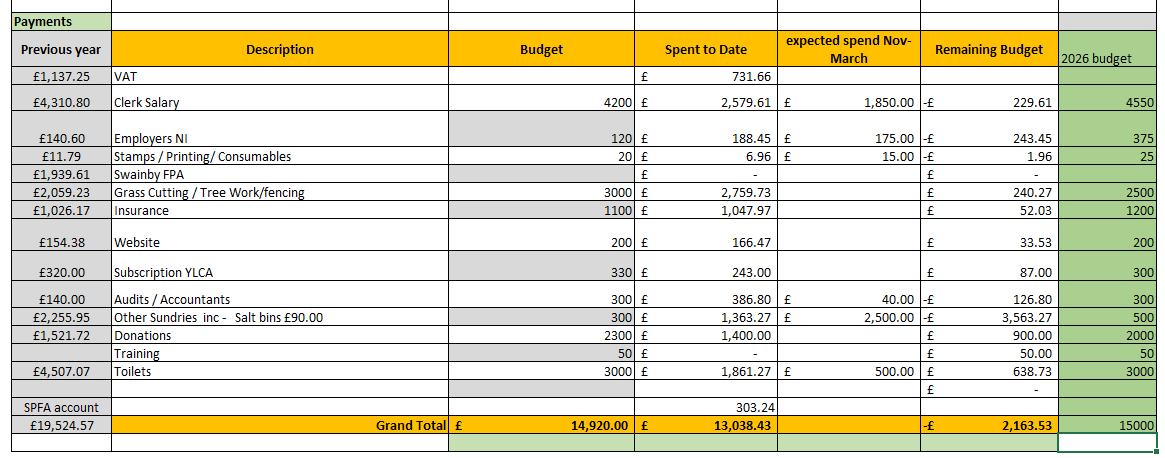 Payments
Previous year Description Budget Spent to Date expected spend Nov-March Remaining Budget 2026 budget
£1,137.25 VAT £ 731.66
£4,310.80 Clerk Salary 4200 £ 2,579.61 £ 1,850.00 -£ 229.61 4550
£140.60 Employers NI 120 £ 188.45 £ 175.00 -£ 243.45 375
£11.79 Stamps / Printing/ Consumables 20 £ 6.96 £ 15.00 -£ 1.96 25
£1,939.61 Swainby FPA £ - £ -
£2,059.23 Grass Cutting / Tree Work/fencing 3000 £ 2,759.73 £ 240.27 2500
£1,026.17 Insurance 1100 £ 1,047.97 £ 52.03 1200
£154.38 Website 200 £ 166.47 £ 33.53 200
£320.00 Subscription YLCA 330 £ 243.00 £ 87.00 300
£140.00 Audits / Accountants 300 £ 386.80 £ 40.00 -£ 126.80 300
£2,255.95 Other Sundries inc - Salt bins £90.00 300 £ 1,363.27 £ 2,500.00 -£ 3,563.27 500
£1,521.72 Donations 2300 £ 1,400.00 £ 900.00 2000
Training 50 £ - £ 50.00 50
£4,507.07 Toilets 3000 £ 1,861.27 £ 500.00 £ 638.73 3000
£ -
SPFA account 303.24
£19,524.57 Grand Total £ 14,920.00 £ 13,038.43 -£ 2,163.53 15000